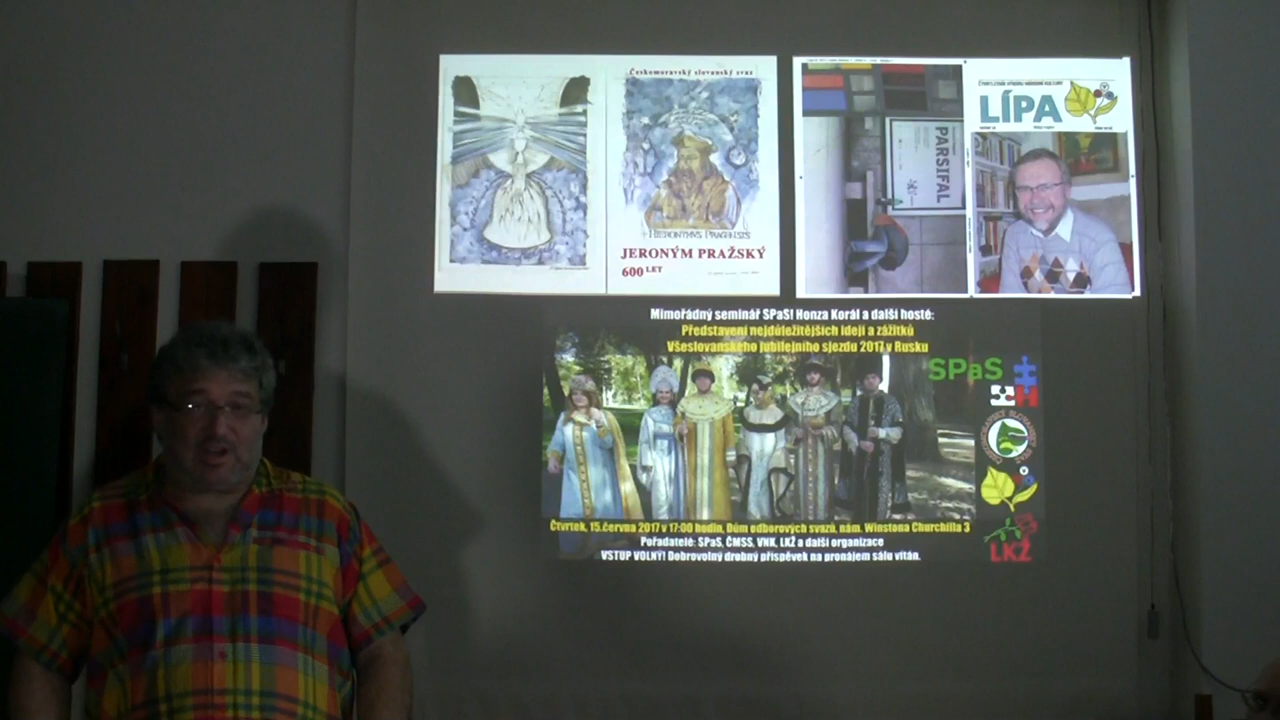 Českomoravský slovanský svaz
HIERONYMVS PRAGENSIS
JERONÝM PRAŽSKÝ
600 LET
PARSIFAL
LÍPA
Mimořádný seminář SPaS! Honza Korál a další hosté:
Představení nejdůležitějších idejí a zážitků
Všeslovanského jubilejního sjezdu 2017 v Rusku
SPaS
H
Čtvrtek, 15.června 2017 v 17:00 hodin, Dům odborových svazů, nám. Winstona Churchilla 3
Pořadatelé: SPaS, ČMSS, VNK, LKŽ a další organizace
VSTUP VOLNÝ! Dobrovolný drobný příspěvek na pronájem sálu vítán.
LKŽ